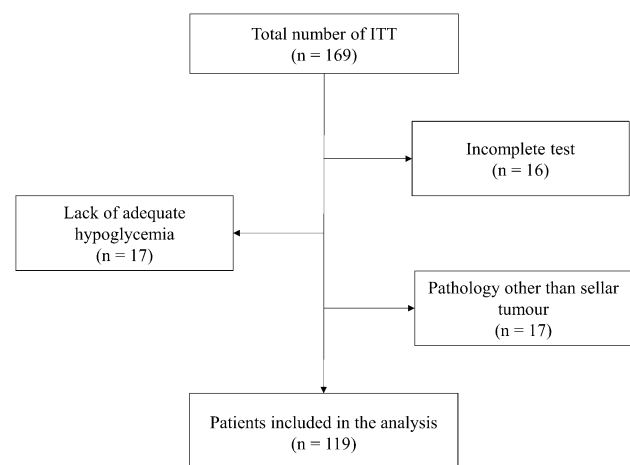 Total number of ITT
(n = 169)
Incomplete test
(n = 16)
Lack of adequate
hypoglycemia
(n = 17)
Pathology other than sellar
tumour
(n = 17)
Patients included in the analysis
(n = 119)